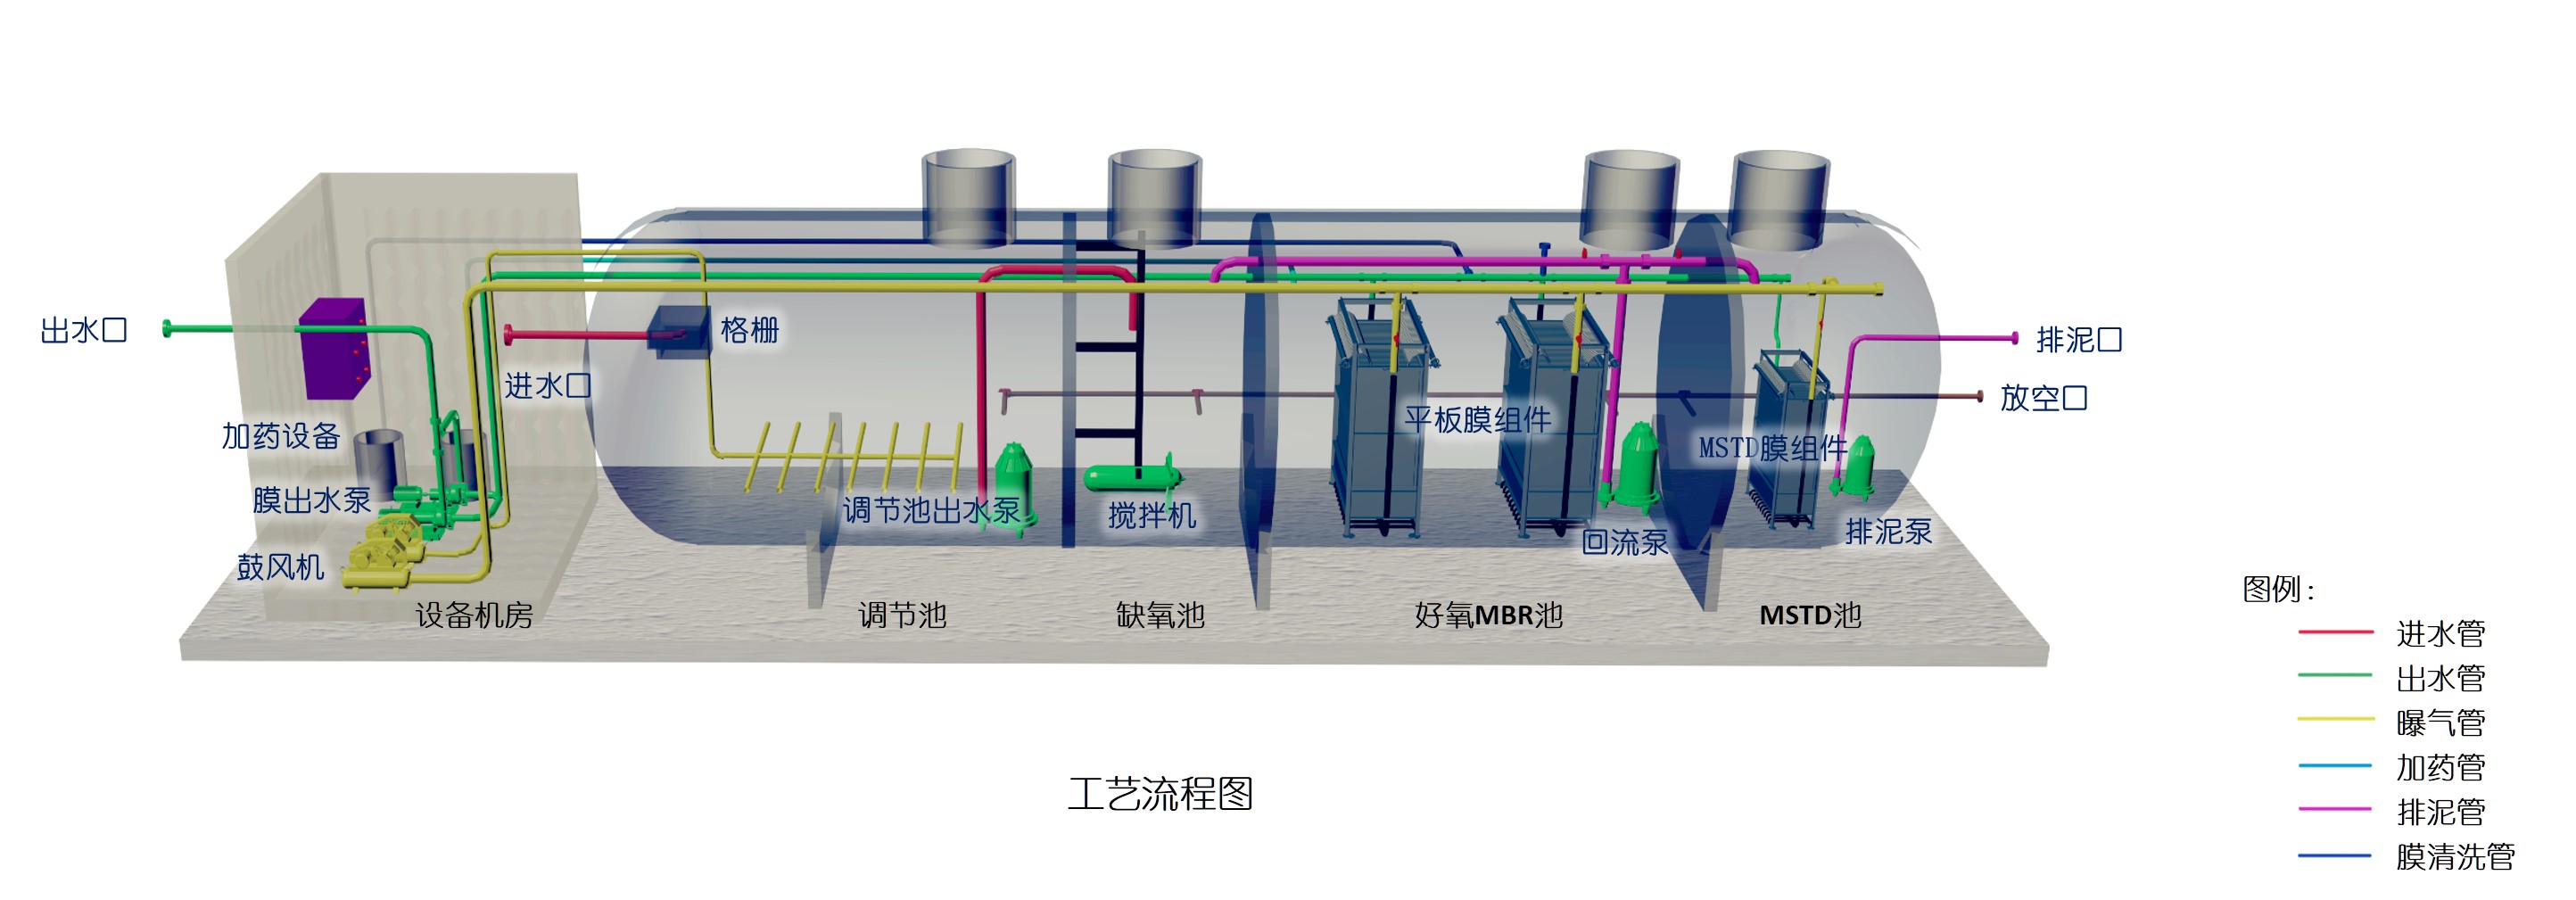 出水口
加药设备
膜出水泵
鼓风机
设备机房
进水口
格栅
调节池出水泵
调节池
搅拌机
缺氧池
平板膜组件
好氧MBR池
回流泵
MSTD膜组件
MSTD池
排泥泵
排泥口
放空口
图例：
进水管
出水管
曝气管
加药管
排泥管
膜清洗管
工艺流程图